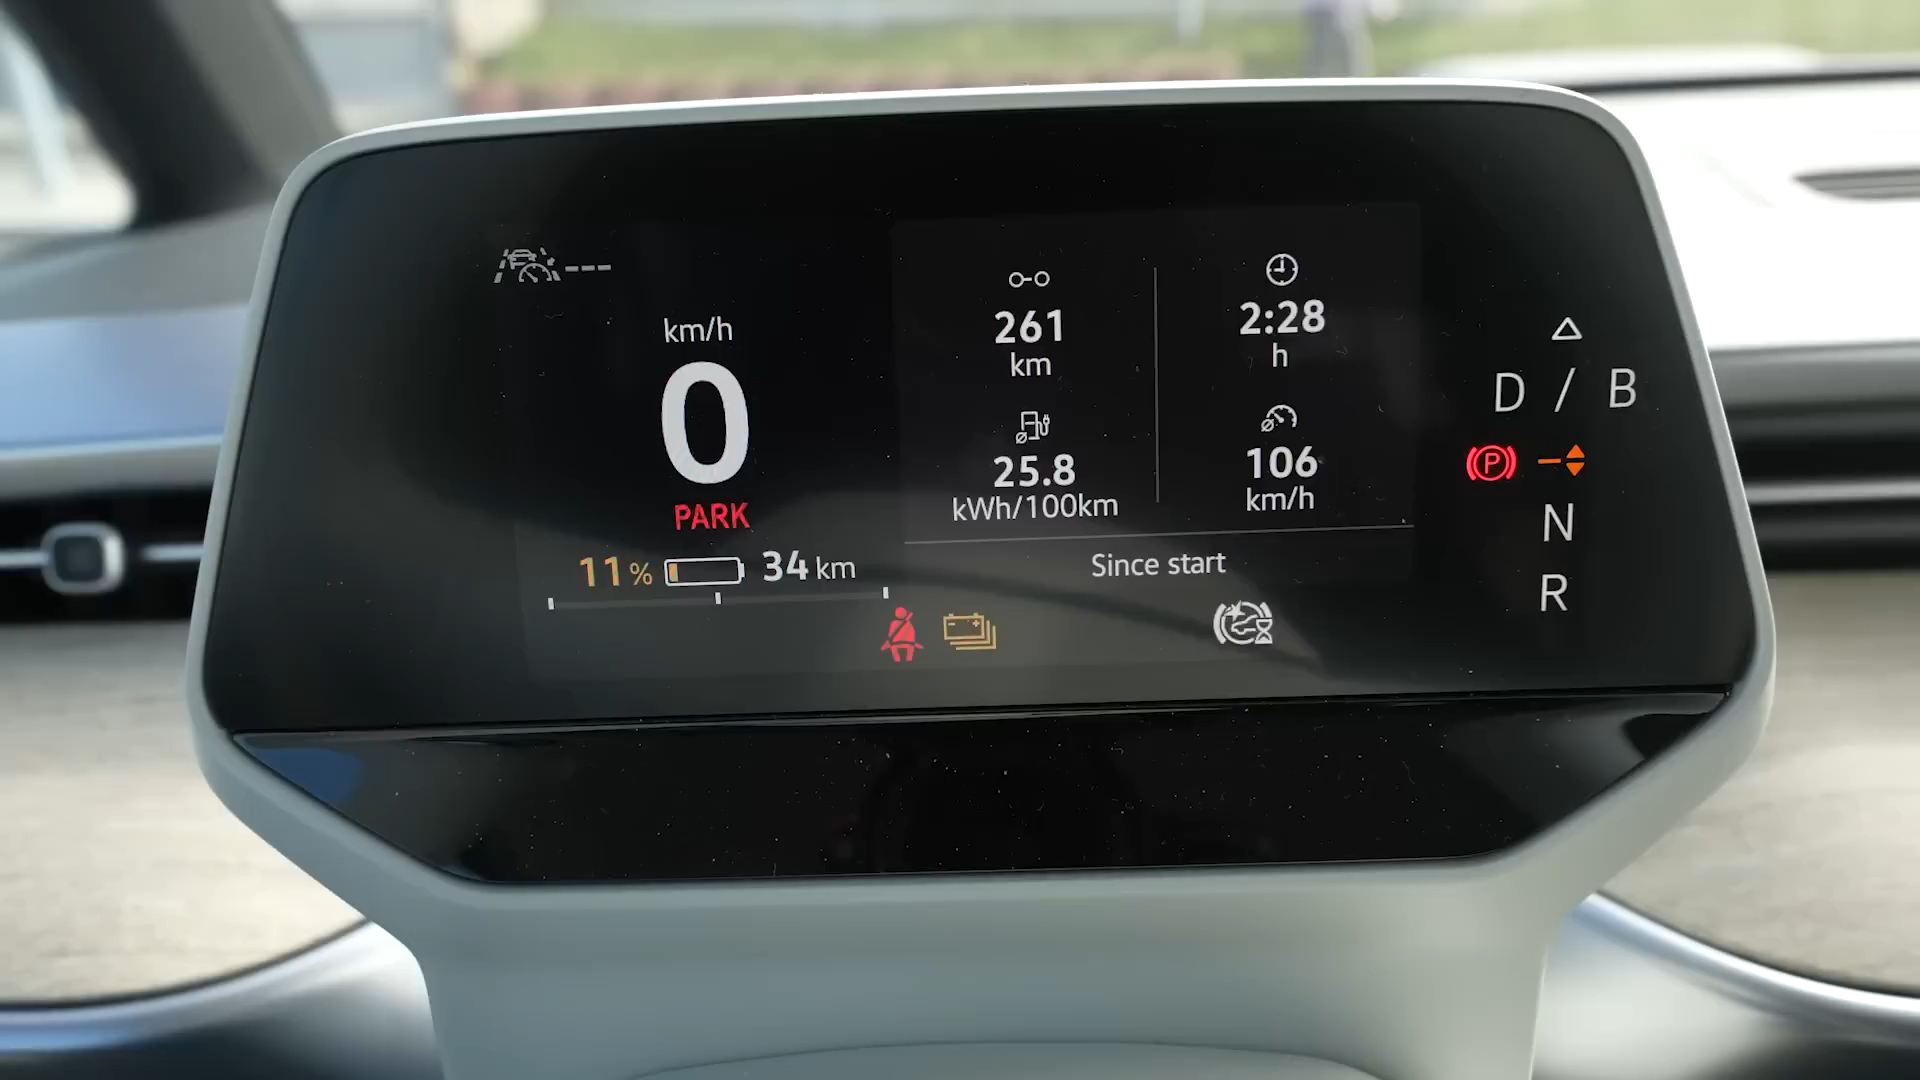 ---
km/h
0
PARK
11% 34 km
261
km
25.8
kWh/100km
2:28
h
106
km/h
Since start
D / B
P
N
R